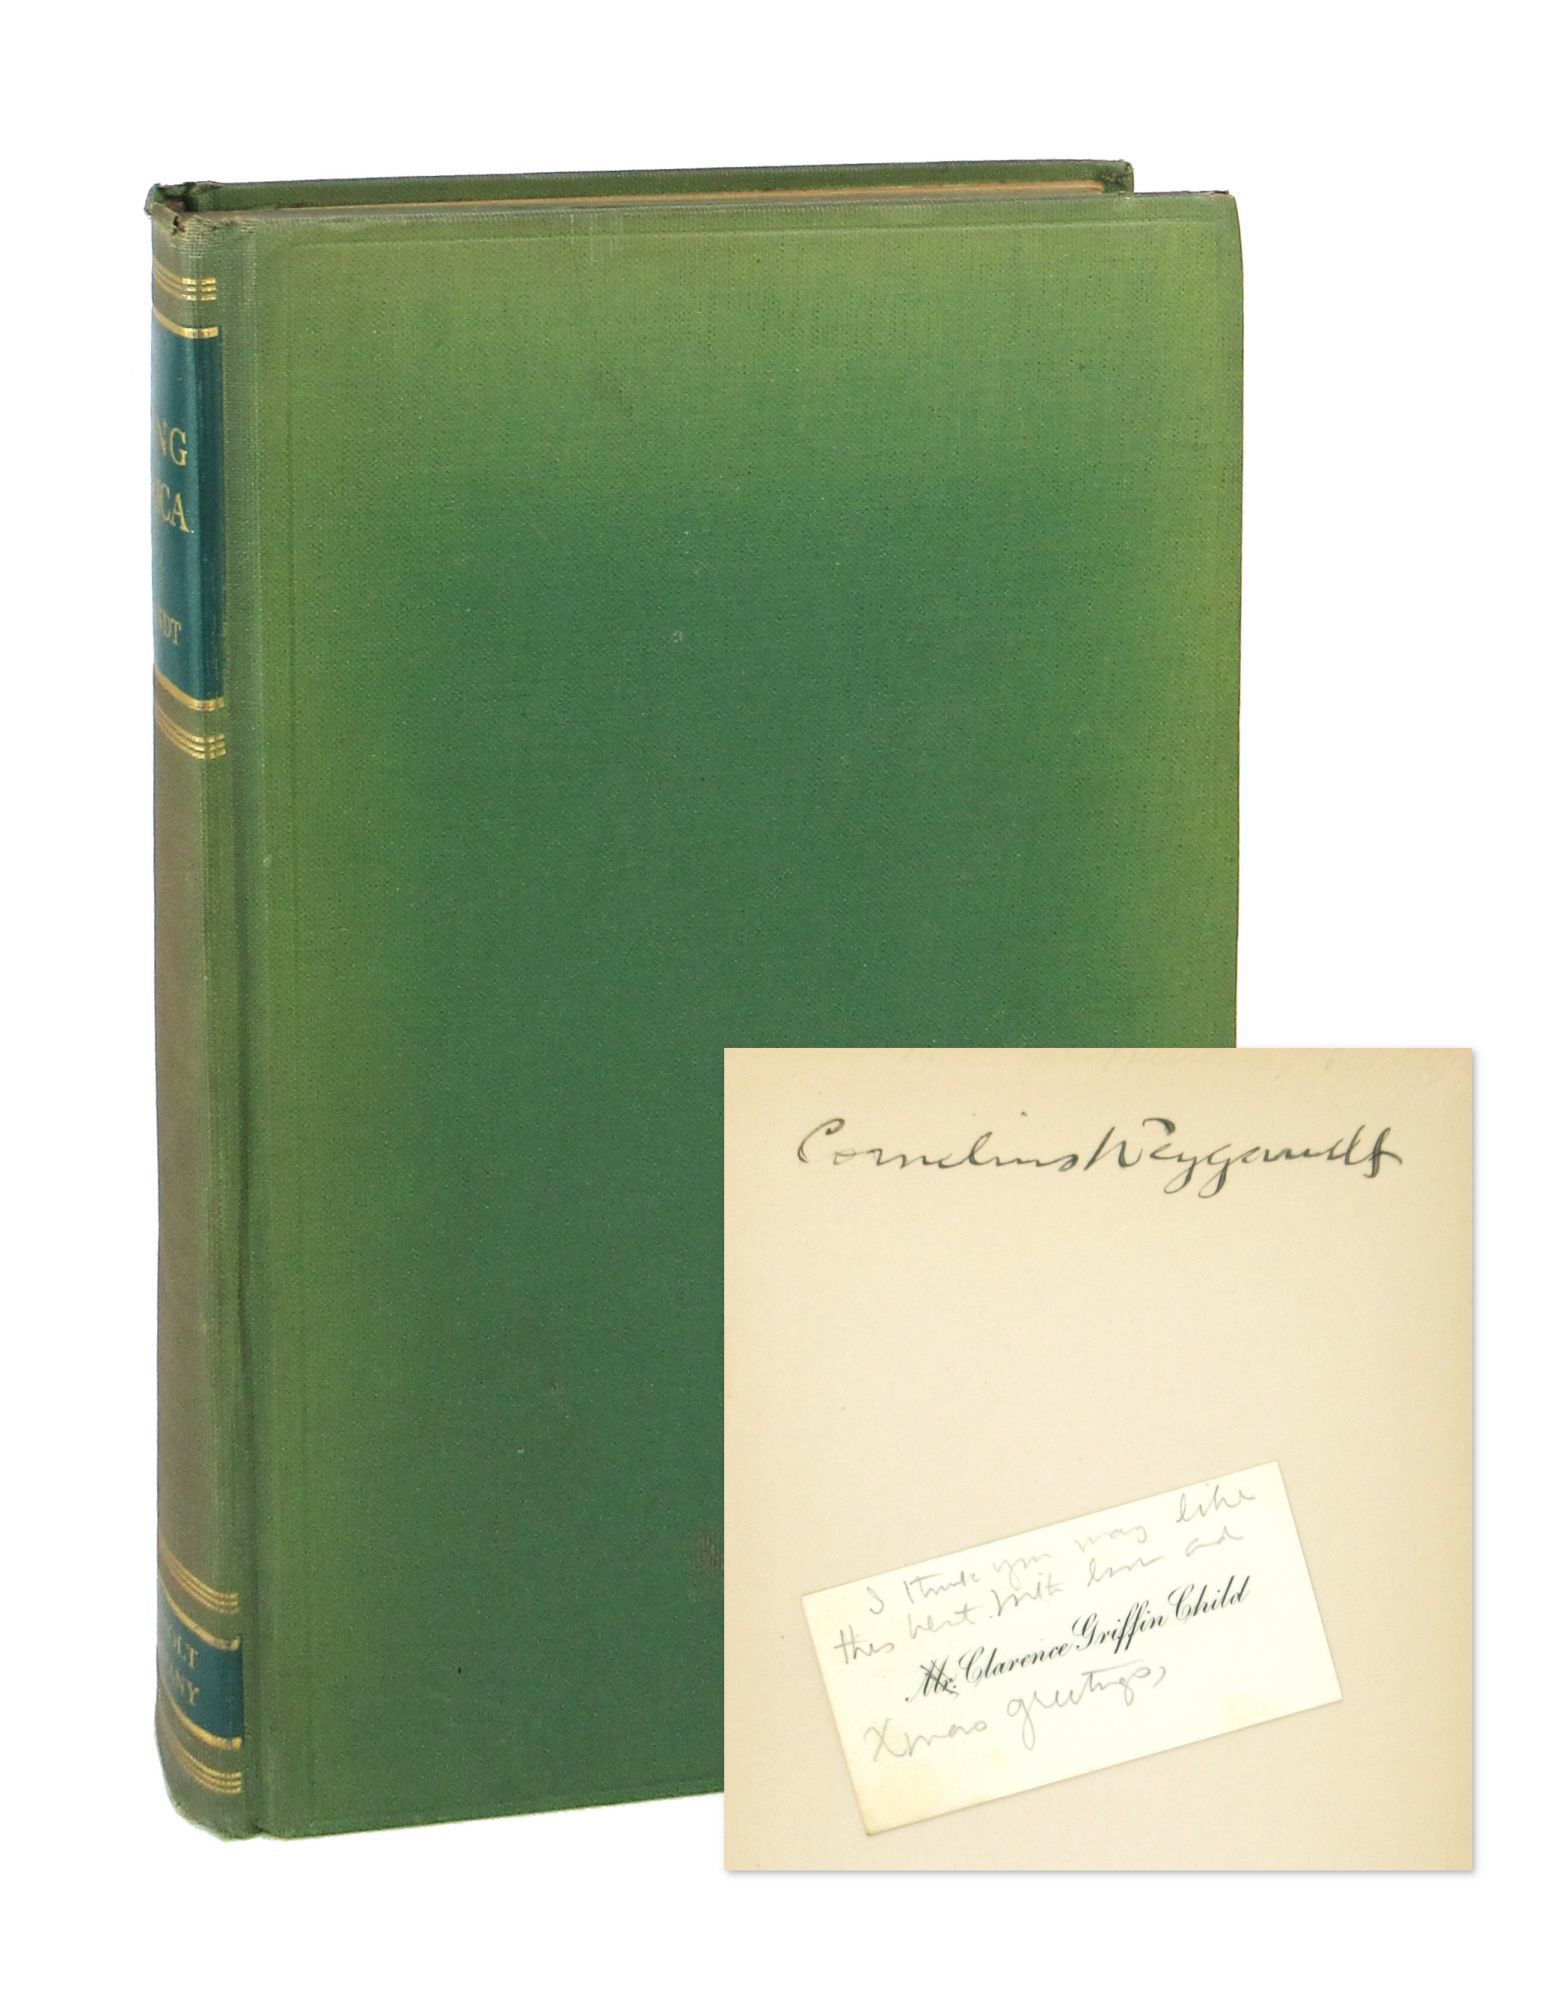 NG
ICA
NDT
OLT
NY
Cornelius Weygandt
I think you may like
this best. With love and
Mr. Clarence Griffin Child
Xmas greetings,